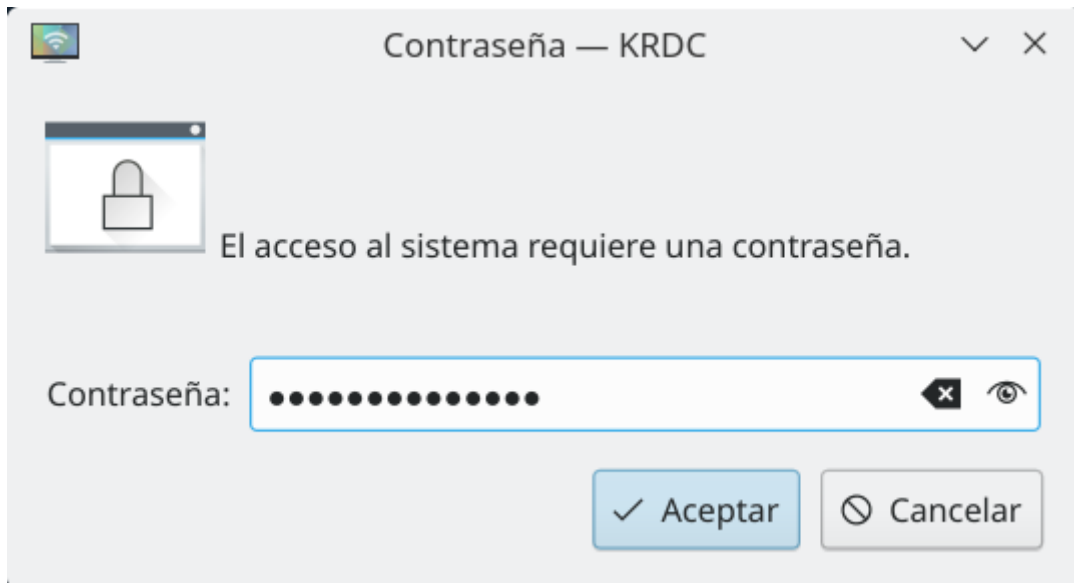 Contraseña — KRDC
El acceso al sistema requiere una contraseña.
Contraseña: ●●●●●●●●●●●●●●
Aceptar
Cancelar